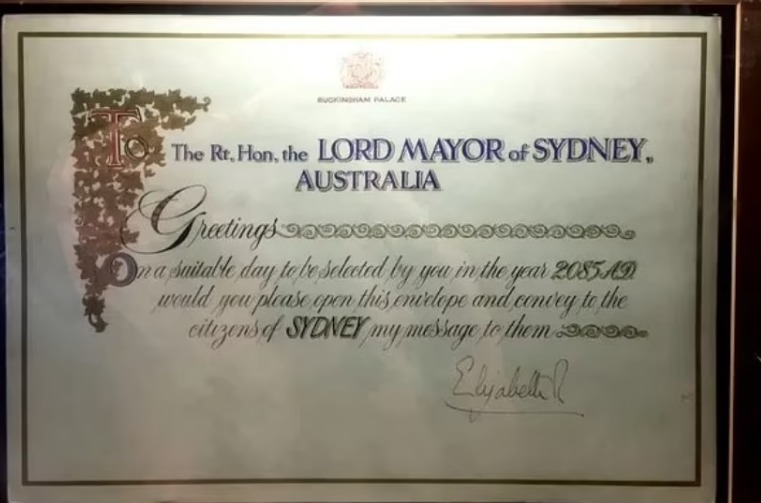 BUCKINGHAM PALACE
To The Rt. Hon. the LORD MAYOR of SYDNEY,
AUSTRALIA
Greetings
On a suitable day to be selected by you in the year 2085 A.D.
would you please open this envelope and convey to the
citizens of SYDNEY my message to them
Elizabeth R